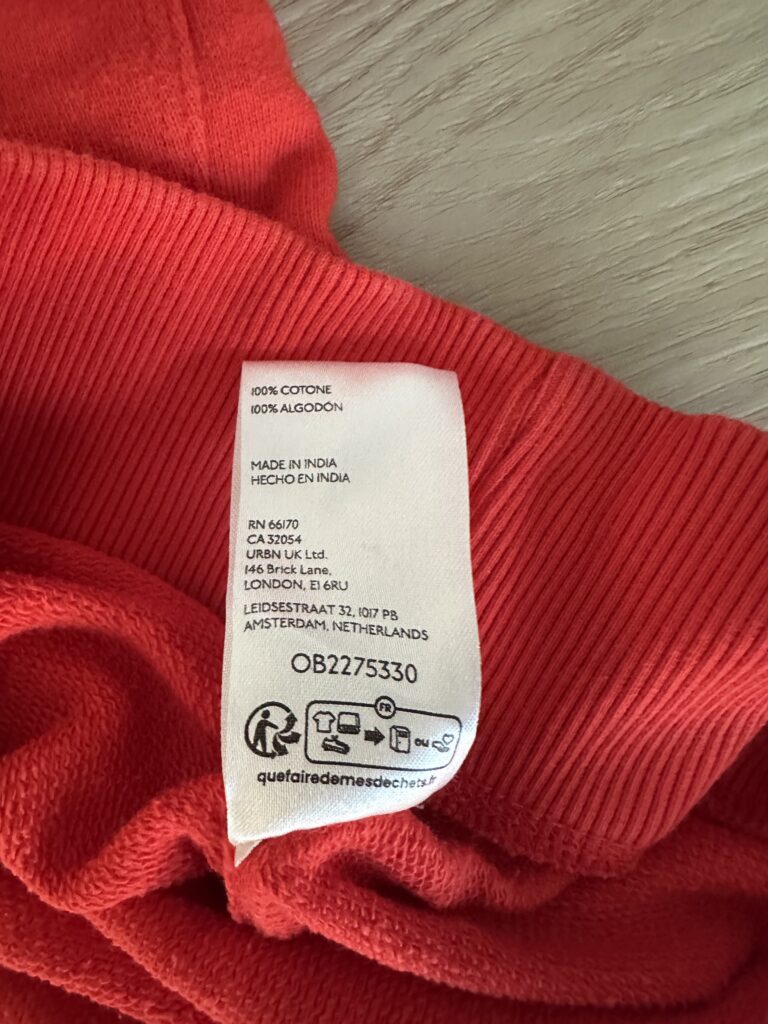 100% COTONE
100% ALGODÓN
MADE IN INDIA
HECHO EN INDIA
RN 66170
CA 32054
URBN UK Ltd.
146 Brick Lane,
LONDON, E1 6RU
LEIDSESTRAAT 32, 1017 PB
AMSTERDAM, NETHERLANDS
OB2275330
FR
ou
quefairedemesdechets.fr